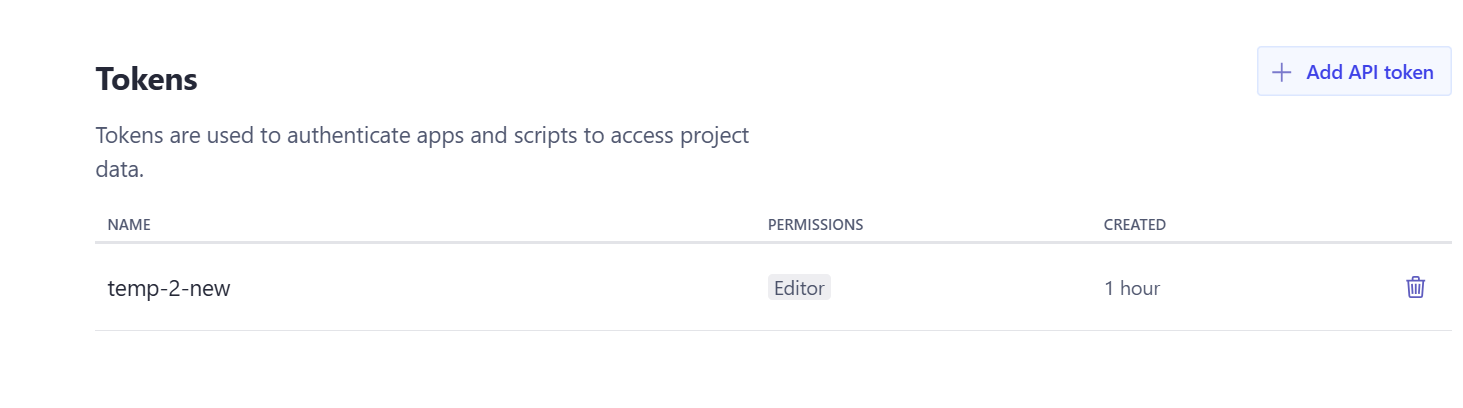 Tokens
Add API token
Tokens are used to authenticate apps and scripts to access project
data.
NAME PERMISSIONS CREATED
temp-2-new Editor 1 hour